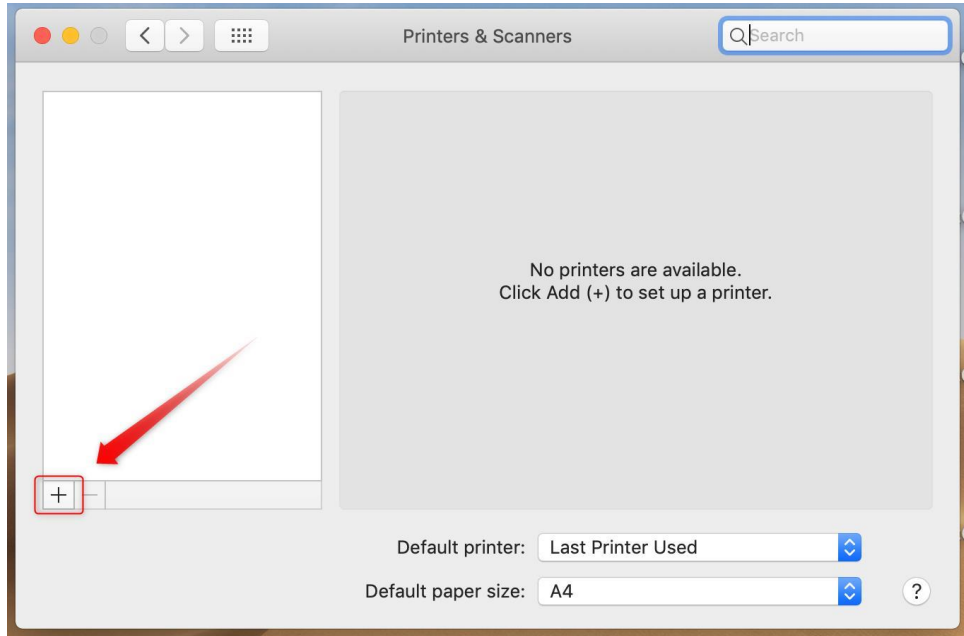 Printers & Scanners
Search
No printers are available.
Click Add (+) to set up a printer.
+ −
Default printer: Last Printer Used
Default paper size: A4 ?